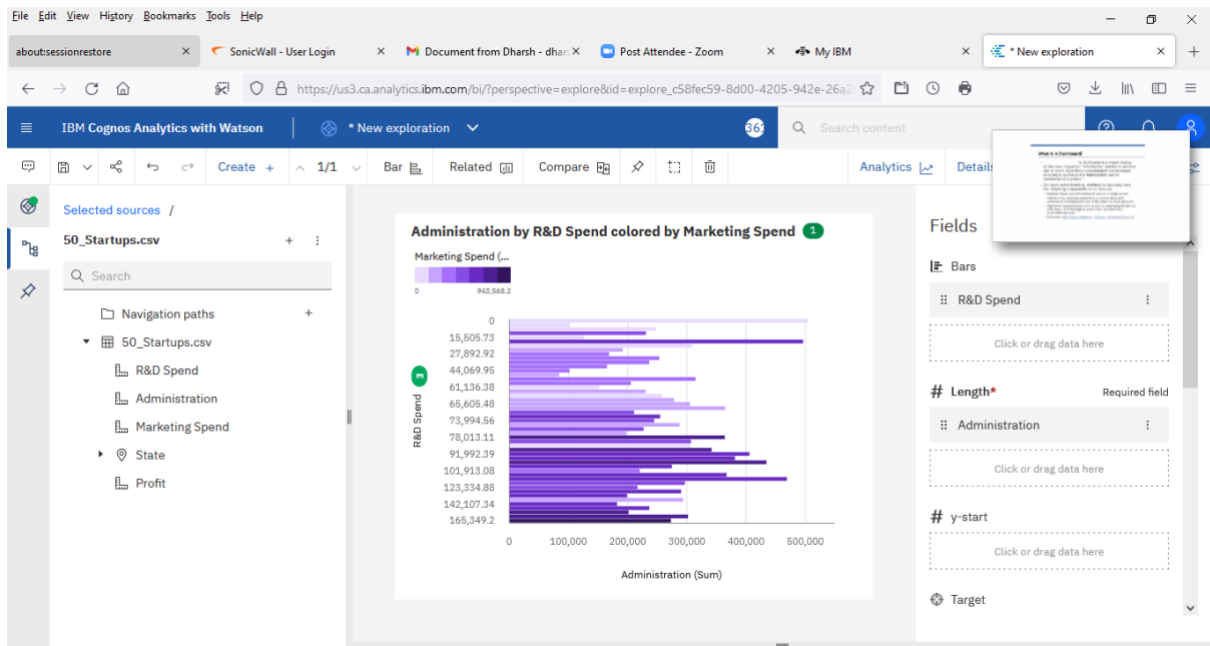 File Edit View History Bookmarks Tools Help
about:sessionrestore
SonicWall - User Login
Document from Dharsh - dhar
Post Attendee - Zoom
My IBM
* New exploration
https://us3.ca.analytics.ibm.com/bi/?perspective=explore&id=explore_c58fec59-8d00-4205-942e-26a2
IBM Cognos Analytics with Watson
* New exploration
361
Search content
Create + 1/1 Bar Related Compare
Analytics Details
What is a Dashboard?
Selected sources /
50_Startups.csv
Search
Navigation paths
50_Startups.csv
R&D Spend
Administration
Marketing Spend
State
Profit
Administration by R&D Spend colored by Marketing Spend 1
Marketing Spend (...
0 943,568.2
R&D Spend 3
0
15,505.73
27,892.92
44,069.95
61,136.38
65,605.48
73,994.56
78,013.11
91,992.39
101,913.08
123,334.88
142,107.34
165,349.2
0 100,000 200,000 300,000 400,000 500,000
Administration (Sum)
Fields
Bars
R&D Spend
Click or drag data here
# Length* Required field
Administration
Click or drag data here
# y-start
Click or drag data here
Target